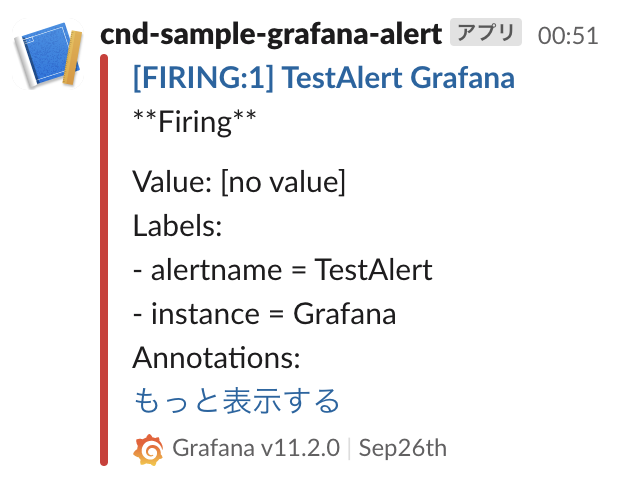 cnd-sample-grafana-alert アプリ 00:51
[FIRING:1] TestAlert Grafana
**Firing**
Value: [no value]
Labels:
- alertname = TestAlert
- instance = Grafana
Annotations:
もっと表示する
Grafana v11.2.0 | Sep26th